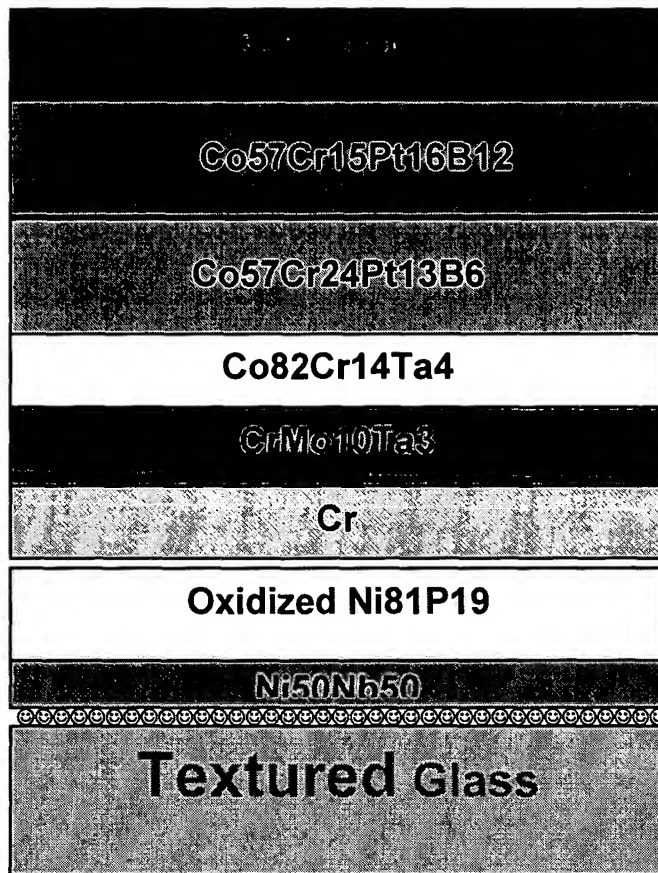 Co57Cr15Pt16B12
Co57Cr24Pt13B6
Co82Cr14Ta4
CrMo10Ta3
Cr
Oxidized Ni81P19
Ni50Nb50
Textured Glass